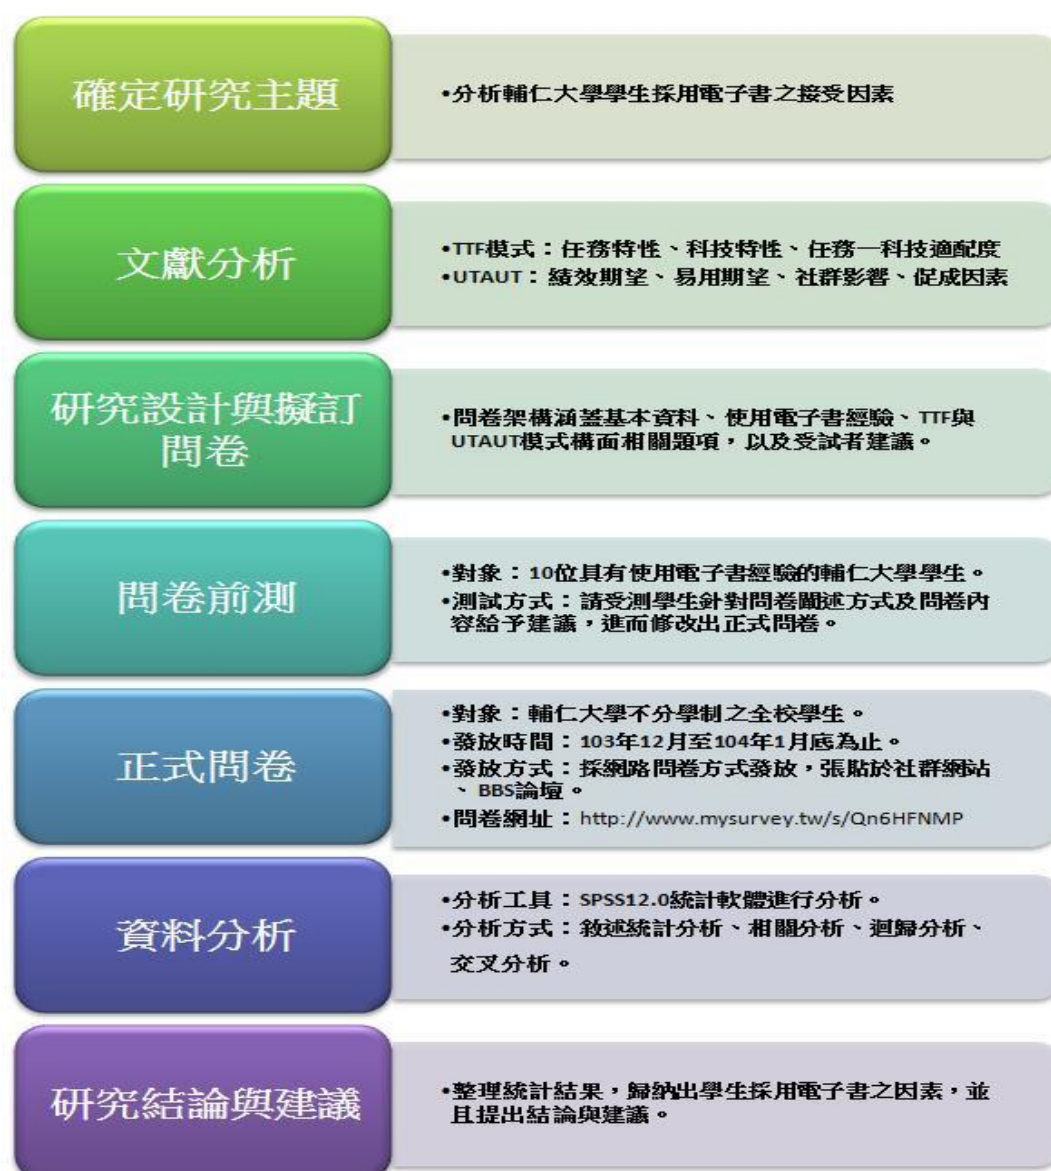 確定研究主題
•分析輔仁大學學生採用電子書之接受因素
文獻分析
•TTF模式：任務特性、科技特性、任務—科技適配度
•UTAUT：績效期望、易用期望、社群影響、促成因素
研究設計與擬訂
問卷
•問卷架構涵蓋基本資料、使用電子書經驗、TTF與
UTAUT模式構面相關題項，以及受試者建議。
問卷前測
•對象：10位具有使用電子書經驗的輔仁大學學生。
•測試方式：請受測學生針對問卷闡述方式及問卷內
容給予建議，進而修改出正式問卷。
正式問卷
•對象：輔仁大學不分學制之全校學生。
•發放時間：103年12月至104年1月底為止。
•發放方式：採網路問卷方式發放，張貼於社群網站
、BBS論壇。
•問卷網址：http://www.mysurvey.tw/s/Qn6HFNMP
資料分析
•分析工具：SPSS12.0統計軟體進行分析。
•分析方式：敘述統計分析、相關分析、迴歸分析、
交叉分析。
研究結論與建議
•整理統計結果，歸納出學生採用電子書之因素，並
且提出結論與建議。